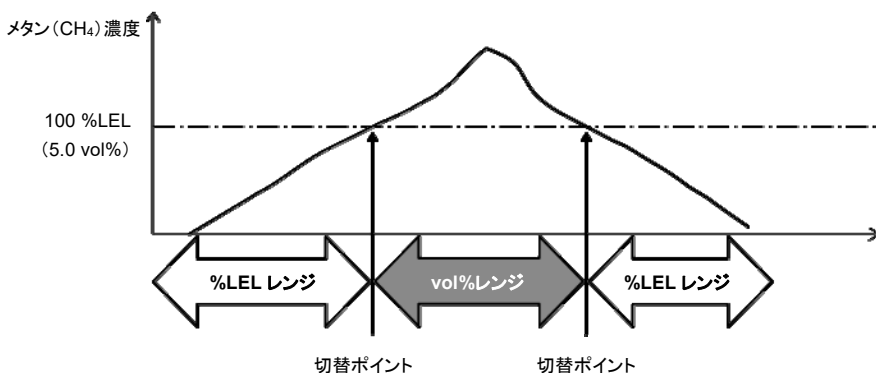 メタン(CH₄)濃度
100 %LEL
(5.0 vol%)
%LEL レンジ
vol%レンジ
%LEL レンジ
切替ポイント
切替ポイント